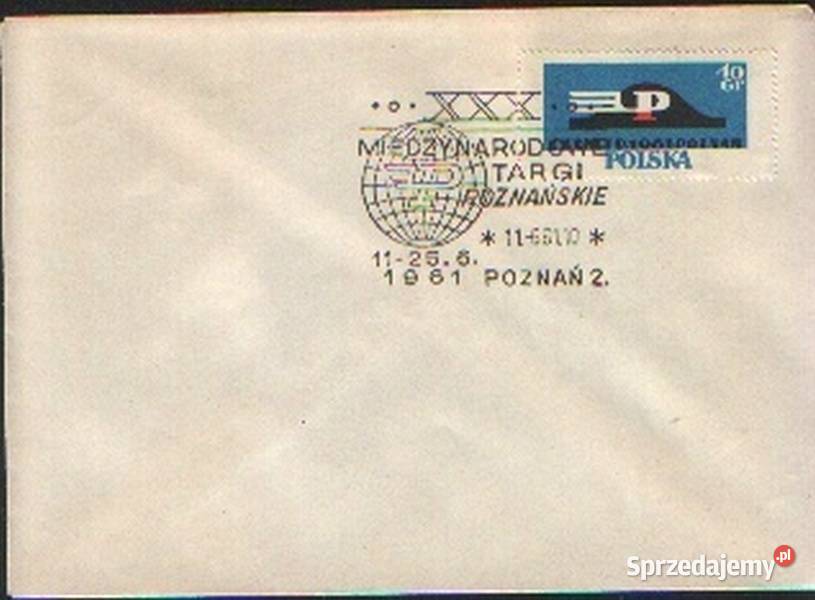 40
GR
XXX
MIĘDZYNARODOWE
TARGI
POZNAŃSKIE
POLSKA
* 11-6 61.10 *
11-25.6.
1961 POZNAŃ 2.
Sprzedajemy.pl